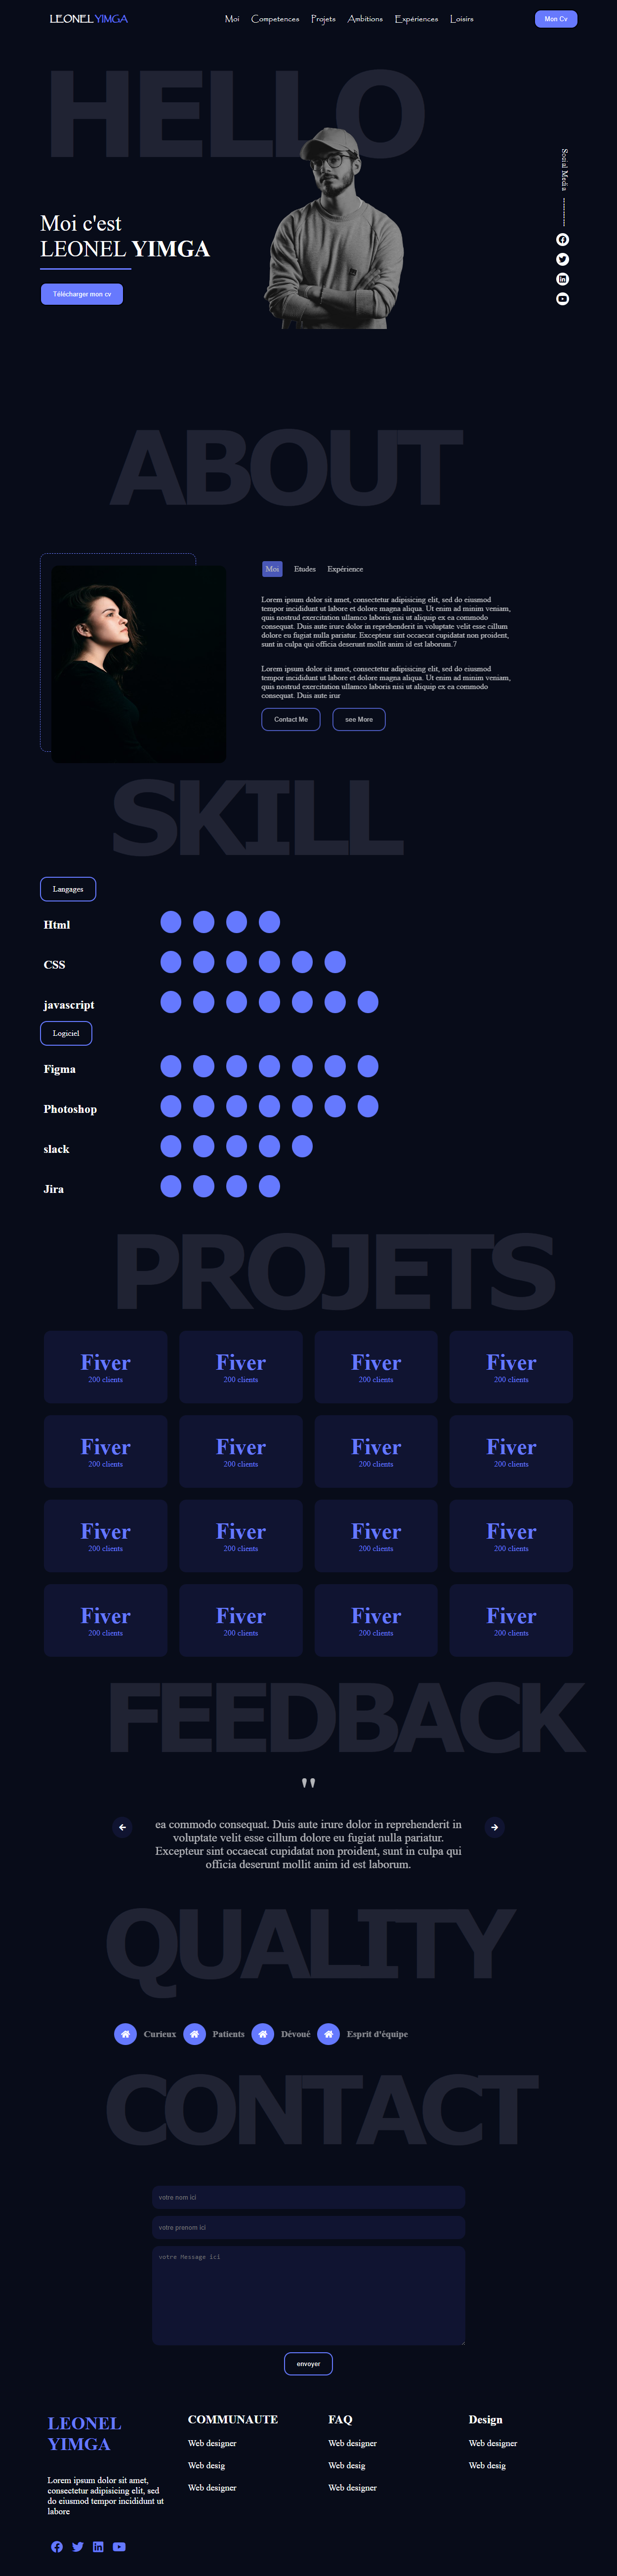 LEONEL YIMGA
Moi Competences Projets Ambitions Expériences Loisirs
Mon Cv
HELLO
Social Media -----------
Moi c'est
LEONEL YIMGA
Télécharger mon cv
ABOUT
Moi Etudes Expérience
Lorem ipsum dolor sit amet, consectetur adipisicing elit, sed do eiusmod
tempor incididunt ut labore et dolore magna aliqua. Ut enim ad minim veniam,
quis nostrud exercitation ullamco laboris nisi ut aliquip ex ea commodo
consequat. Duis aute irure dolor in reprehenderit in voluptate velit esse cillum
dolore eu fugiat nulla pariatur. Excepteur sint occaecat cupidatat non proident,
sunt in culpa qui officia deserunt mollit anim id est laborum.7
Lorem ipsum dolor sit amet, consectetur adipisicing elit, sed do eiusmod
tempor incididunt ut labore et dolore magna aliqua. Ut enim ad minim veniam,
quis nostrud exercitation ullamco laboris nisi ut aliquip ex ea commodo
consequat. Duis aute irur
Contact Me see More
SKILL
Langages
Html
CSS
javascript
Logiciel
Figma
Photoshop
slack
Jira
PROJETS
Fiver Fiver Fiver Fiver
200 clients 200 clients 200 clients 200 clients
Fiver Fiver Fiver Fiver
200 clients 200 clients 200 clients 200 clients
Fiver Fiver Fiver Fiver
200 clients 200 clients 200 clients 200 clients
Fiver Fiver Fiver Fiver
200 clients 200 clients 200 clients 200 clients
FEEDBACK
"
ea commodo consequat. Duis aute irure dolor in reprehenderit in
voluptate velit esse cillum dolore eu fugiat nulla pariatur.
Excepteur sint occaecat cupidatat non proident, sunt in culpa qui
officia deserunt mollit anim id est laborum.
QUALITY
Curieux Patients Dévoué Esprit d'équipe
CONTACT
votre nom ici
votre prenom ici
votre Message ici
envoyer
LEONEL
YIMGA
Lorem ipsum dolor sit amet,
consectetur adipisicing elit, sed
do eiusmod tempor incididunt ut
labore
COMMUNAUTE
Web designer
Web desig
Web designer
FAQ
Web designer
Web desig
Web designer
Design
Web designer
Web desig